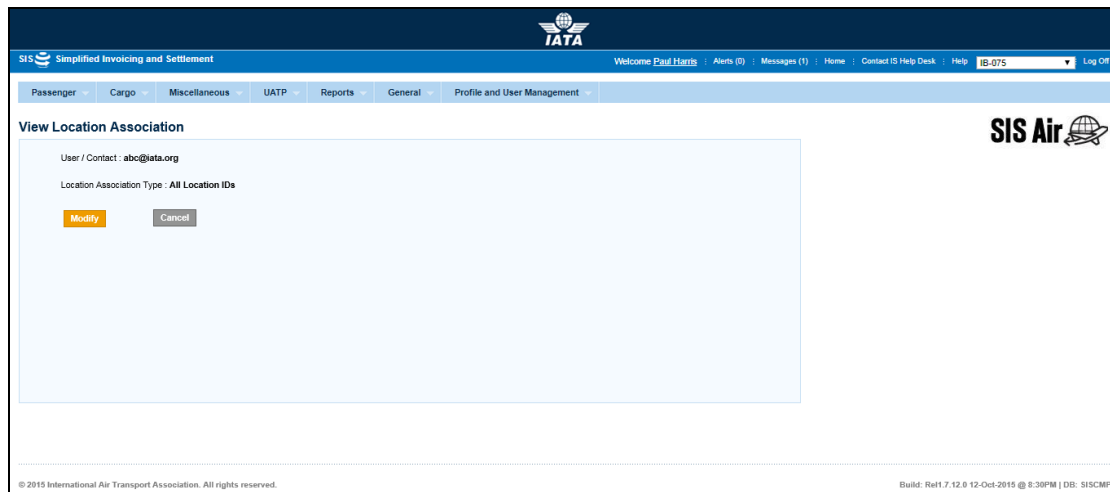 IATA
SIS Simplified Invoicing and Settlement
Welcome Paul Harris : Alerts (0) : Messages (1) : Home : Contact IS Help Desk : Help IB-075 Log Off
Passenger Cargo Miscellaneous UATP Reports General Profile and User Management
View Location Association
SIS Air
User / Contact : abc@iata.org
Location Association Type : All Location IDs
Modify Cancel
© 2015 International Air Transport Association. All rights reserved.
Build: Rel1.7.12.0 12-Oct-2015 @ 8:30PM | DB: SISCMP